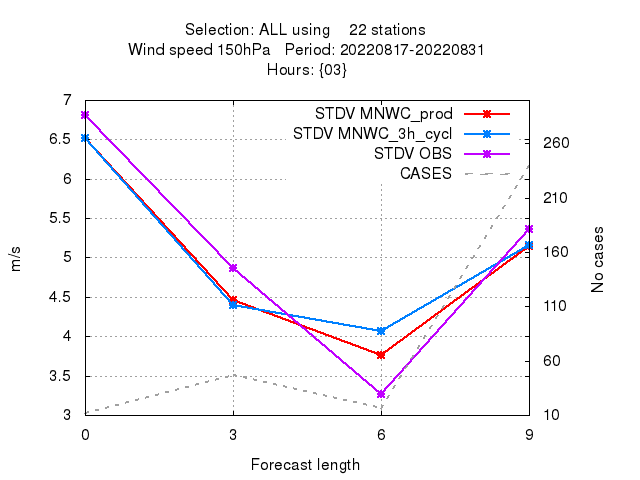 Selection: ALL using    22 stations
Wind speed 150hPa   Period: 20220817-20220831
Hours: {03}
STDV MNWC_prod
STDV MNWC_3h_cycl
STDV OBS
CASES
7
6.5
6
5.5
5
4.5
4
3.5
3
m/s
260
210
160
110
60
10
No cases
0 3 6 9
Forecast length